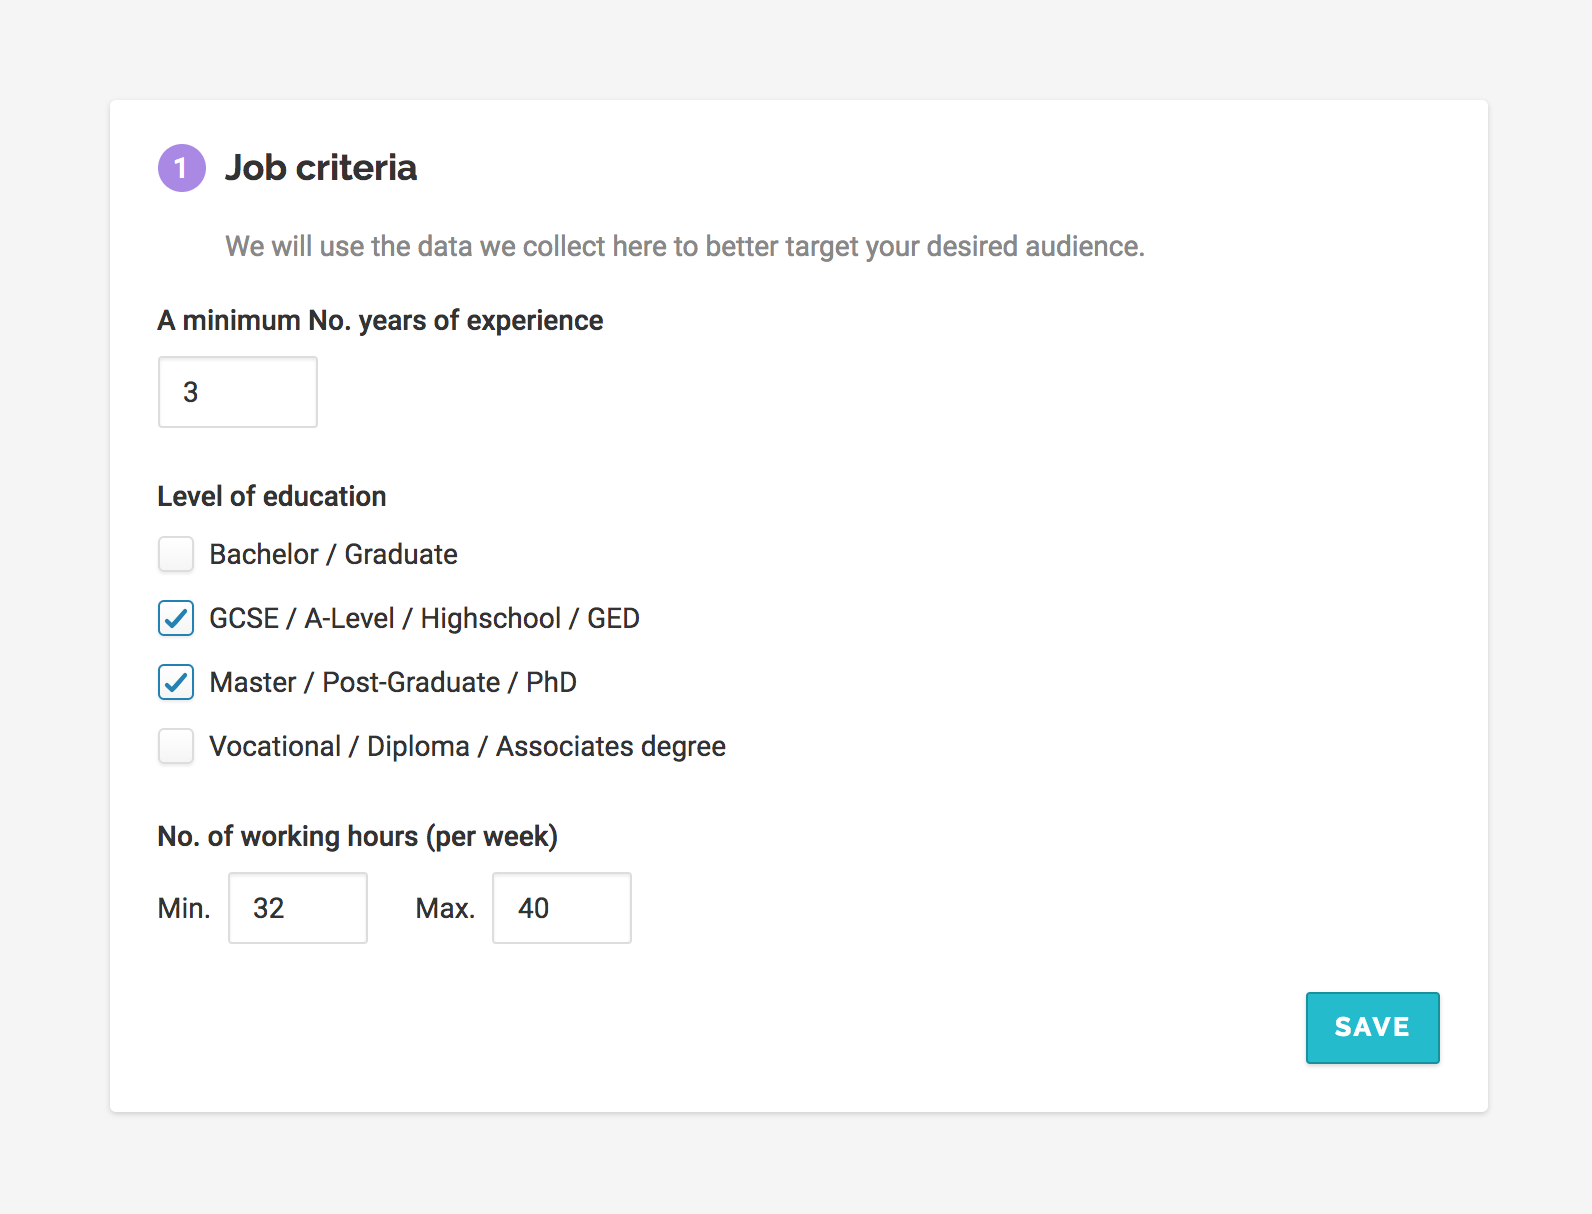 1 Job criteria
We will use the data we collect here to better target your desired audience.
A minimum No. years of experience
3
Level of education
Bachelor / Graduate
GCSE / A-Level / Highschool / GED
Master / Post-Graduate / PhD
Vocational / Diploma / Associates degree
No. of working hours (per week)
Min. 32 Max. 40
SAVE